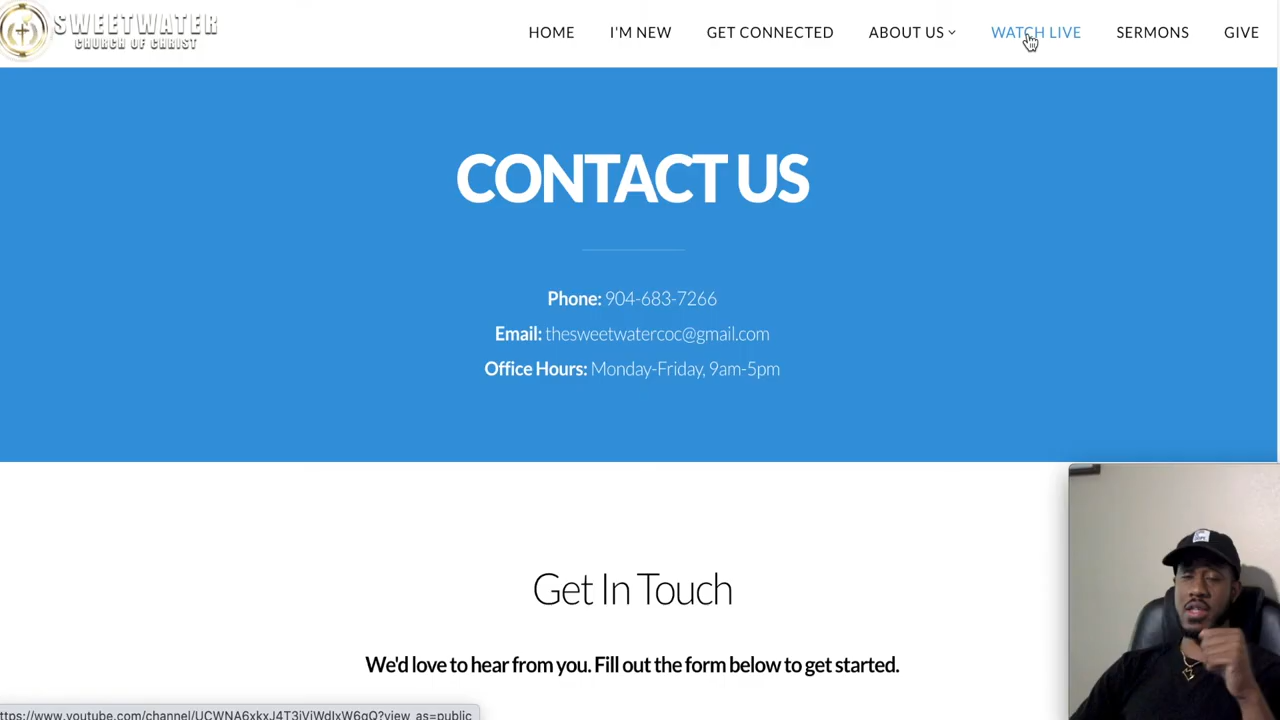 SWEETWATER
CHURCH OF CHRIST
HOME I'M NEW GET CONNECTED ABOUT US WATCH LIVE SERMONS GIVE
CONTACT US
Phone: 904-683-7266
Email: thesweetwatercoc@gmail.com
Office Hours: Monday-Friday, 9am-5pm
Get In Touch
We'd love to hear from you. Fill out the form below to get started.